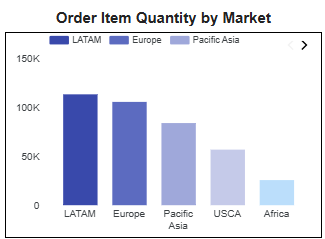 Order Item Quantity by Market
LATAM Europe Pacific Asia
150K
100K
50K
0
LATAM Europe Pacific Asia USCA Africa